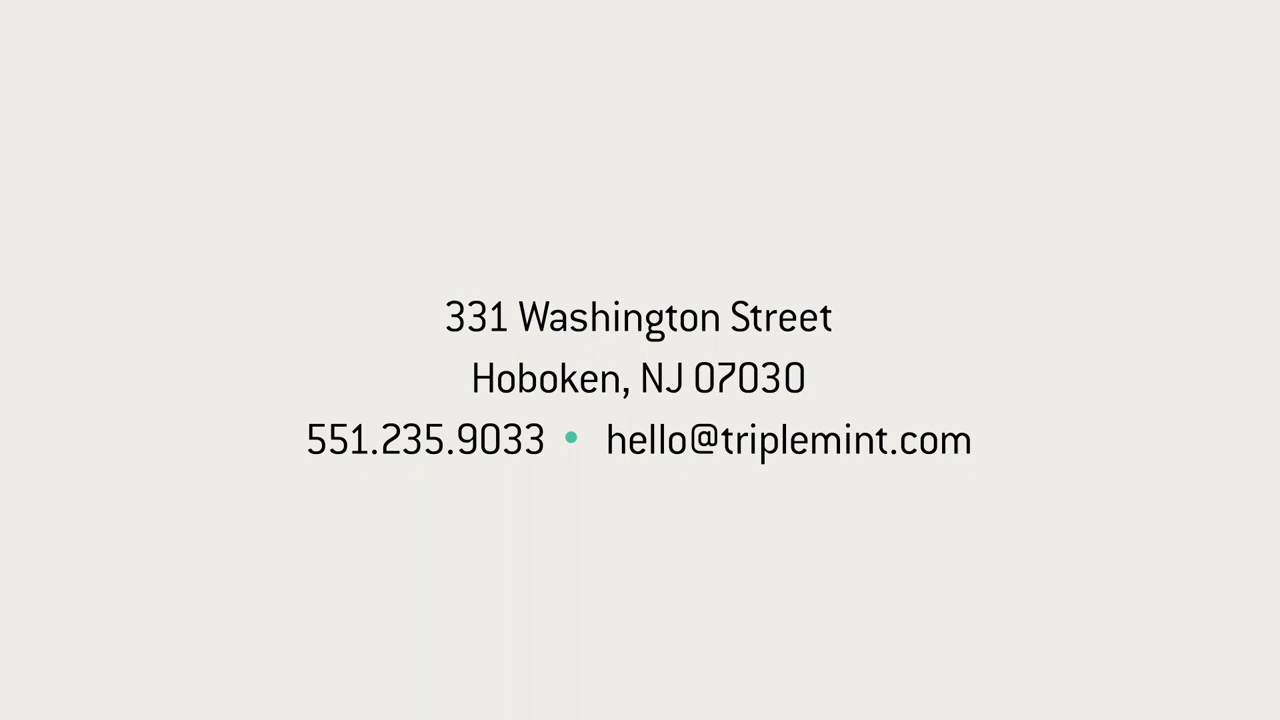 331 Washington Street
Hoboken, NJ 07030
551.235.9033 • hello@triplemint.com